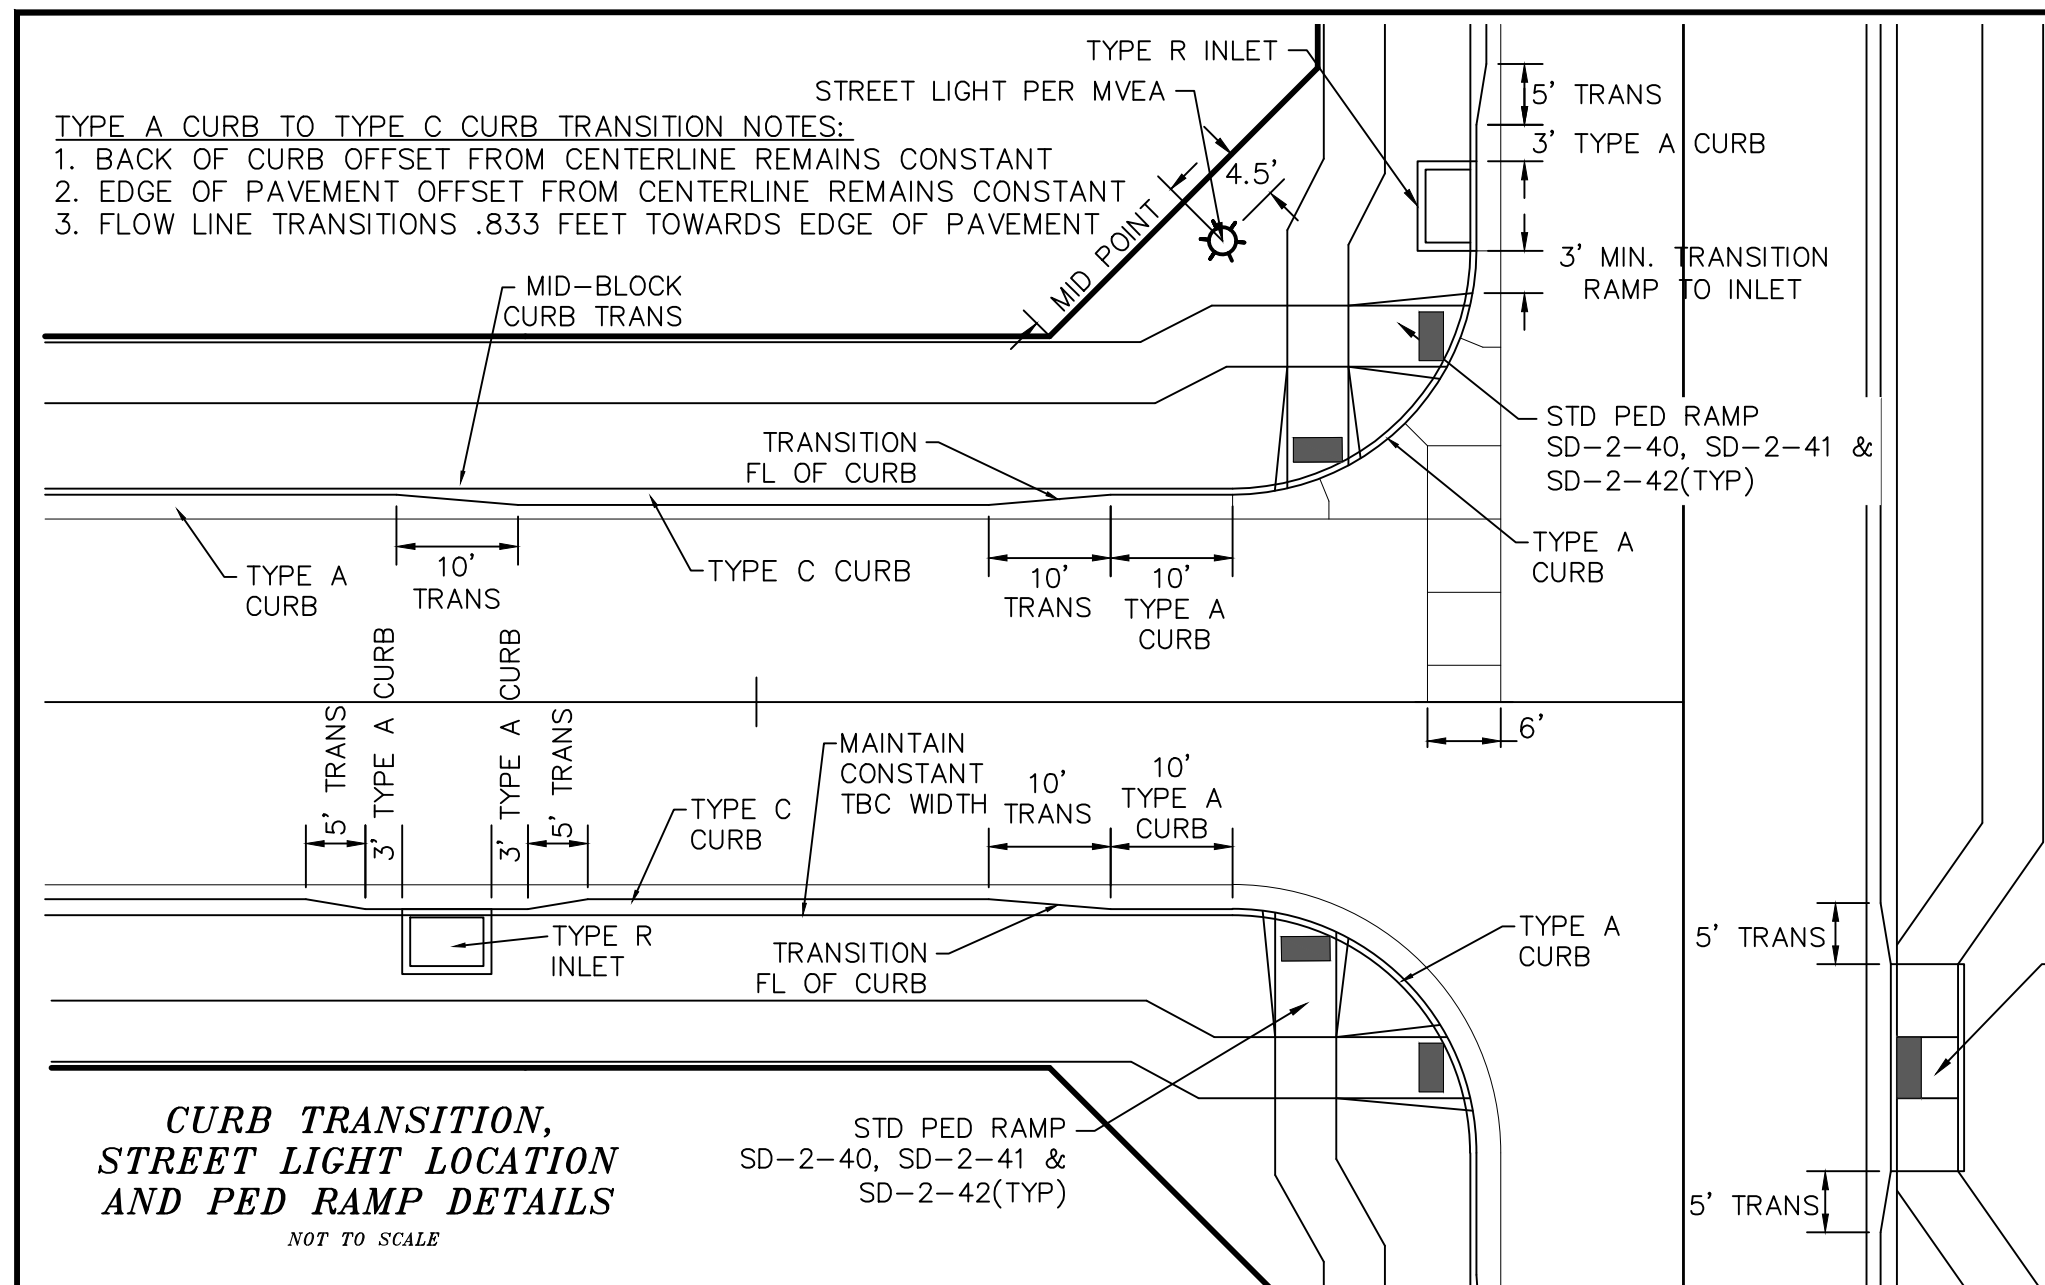 TYPE R INLET
STREET LIGHT PER MVEA
TYPE A CURB TO TYPE C CURB TRANSITION NOTES:
1. BACK OF CURB OFFSET FROM CENTERLINE REMAINS CONSTANT
2. EDGE OF PAVEMENT OFFSET FROM CENTERLINE REMAINS CONSTANT
3. FLOW LINE TRANSITIONS .833 FEET TOWARDS EDGE OF PAVEMENT
4.5'
MID POINT
5' TRANS
3' TYPE A CURB
3' MIN. TRANSITION
RAMP TO INLET
MID-BLOCK
CURB TRANS
TRANSITION
FL OF CURB
STD PED RAMP
SD-2-40, SD-2-41 &
SD-2-42(TYP)
TYPE A
CURB
TYPE A
CURB
10'
TRANS
TYPE C CURB
10'
TRANS
10'
TYPE A
CURB
5' TRANS
3' TYPE A CURB
3' TYPE A CURB
5' TRANS
6'
MAINTAIN
CONSTANT
TBC WIDTH
10'
TRANS
10'
TYPE A
CURB
TYPE C
CURB
TYPE R
INLET
TRANSITION
FL OF CURB
TYPE A
CURB
5' TRANS
STD PED RAMP
SD-2-40, SD-2-41 &
SD-2-42(TYP)
5' TRANS
CURB TRANSITION,
STREET LIGHT LOCATION
AND PED RAMP DETAILS
NOT TO SCALE